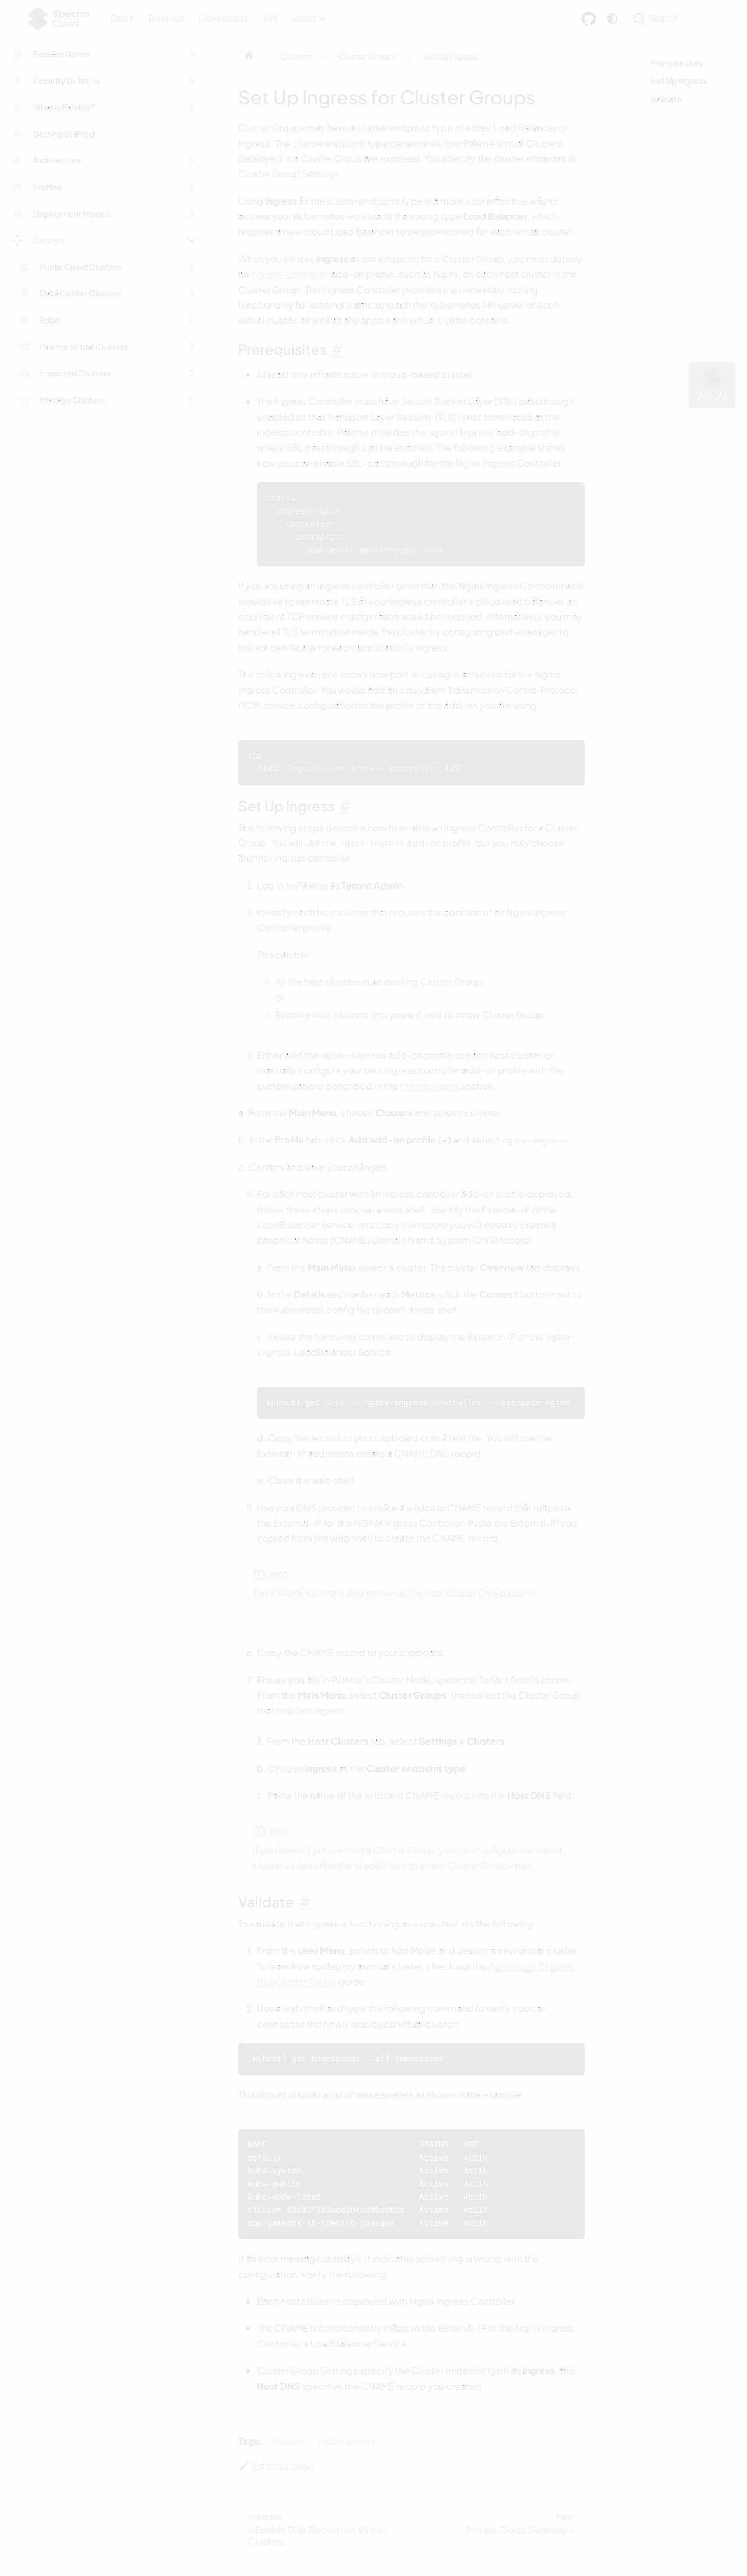 Spectro Cloud
Docs
Tutorials
Downloads
API
latest
Search
Release Notes
Security Bulletins
What is Palette?
Getting Started
Architecture
Profiles
Deployment Modes
Clusters
Public Cloud Clusters
Data Center Clusters
Edge
Palette Virtual Clusters
Imported Clusters
Manage Clusters
Clusters
Cluster Groups
Set Up Ingress
Prerequisites
Set Up Ingress
Validate
Ask AI
Set Up Ingress for Cluster Groups
Cluster Groups may have a cluster endpoint type of either Load Balancer or
Ingress. The cluster endpoint type determines how Palette Virtual Clusters
deployed in a Cluster Group are exposed. You specify the cluster endpoint in
Cluster Group Settings.
Using Ingress as the cluster endpoint type is a more cost effective way to
access your Kubernetes workloads than using type Load Balancer, which
requires a new cloud Load Balancer to be provisioned for each virtual cluster.
When you enable Ingress as the endpoint for a Cluster Group, you must deploy
an Ingress Controller add-on profile, such as Nginx, on each host cluster in the
Cluster Group. The Ingress Controller provides the necessary routing
functionality for external traffic to reach the Kubernetes API server of each
virtual cluster, as well as any apps each virtual cluster contains.
Prerequisites #
• At least one infrastructure or cloud-based cluster.
• The Ingress Controller must have Secure Socket Layer (SSL) passthrough
enabled so that Transport Layer Security (TLS) is not terminated at the
ingress controller. Palette provides the nginx-ingress add-on profile
where SSL passthrough can be enabled. The following example shows
how you can enable SSL-passthrough for the Nginx Ingress Controller.
charts:
ingress-nginx:
controller:
extraArgs:
enable-ssl-passthrough: true
If you are using an ingress controller other than the Nginx Ingress Controller and
would like to terminate TLS at your ingress controller's cloud load balancer, an
equivalent TCP service configuration would be required. Alternatively, you may
handle all TLS termination inside the cluster by configuring cert-manager to
issue a certificate for each application's ingress.
The following example shows how port rerouting is achieved for the Nginx
Ingress Controller. You would add an equivalent Transmission Control Protocol
(TCP) service configuration to the profile of the add-on you are using.
tcp:
8443: "nginx/nginx-ingress-controller:443"
Set Up Ingress #
The following steps describe how to enable an Ingress Controller for a Cluster
Group. You will use the nginx-ingress add-on profile, but you may choose
another ingress controller.
1. Log in to Palette as Tenant Admin.
2. Identify each host cluster that requires the addition of an Nginx Ingress
Controller profile.
This can be:
◦ All the host clusters in an existing Cluster Group,
or
◦ Existing host clusters that you will add to a new Cluster Group.
3. Either add the nginx-ingress add-on profile to each host cluster, or
manually configure your own ingress controller add-on profile with the
customizations described in the Prerequisites section.
a. From the Main Menu, choose Clusters and select a cluster.
b. In the Profile tab, click Add add-on profile (+) and select nginx-ingress.
c. Confirm and save your changes.
4. For each host cluster with an ingress controller add-on profile deployed,
follow these steps to open a web shell, identify the External-IP of the
LoadBalancer Service, and copy the record you will need to create a
canonical Name (CNAME) Domain Name System (DNS) record:
a. From the Main Menu, select a cluster. The cluster Overview tab displays.
b. In the Details section beneath Metrics, click the Connect button next to
the Kubernetes config file to open a web shell.
c. Invoke the following command to display the External-IP of the nginx-
ingress LoadBalancer Service:
kubectl get service nginx-ingress-controller --namespace nginx
d. Copy the record to your clipboard or to a text file. You will use the
External-IP address to create a CNAME DNS record.
e. Close the web shell.
5. Use your DNS provider to create a wildcard CNAME record that maps to
the External-IP for the NGINX Ingress Controller. Paste the External-IP you
copied from the web shell to create the CNAME record.
INFO
The CNAME record is also known as the host cluster DNS pattern.
6. Copy the CNAME record to your clipboard.
7. Ensure you are in Palette's Cluster Mode, under the Tenant Admin scope.
From the Main Menu, select Cluster Groups, then select the Cluster Group
that requires ingress.
a. From the Host Clusters tab, select Settings > Clusters.
b. Choose Ingress as the Cluster endpoint type.
c. Paste the name of the wildcard CNAME record into the Host DNS field.
INFO
If you haven't yet created a Cluster Group, you can configure each host
cluster as described and add them to a new Cluster Group later.
Validate #
To validate that ingress is functioning as expected, do the following:
1. From the User Menu, switch to App Mode and deploy a new virtual cluster.
To learn how to deploy a virtual cluster, check out the Add Virtual Clusters
to a Cluster Group guide.
2. Use a web shell and type the following command to verify you can
connect to the newly deployed virtual cluster:
kubectl get namespaces --all-namespaces
This should display a list of namespaces as shown in the example:
NAME STATUS AGE
default Active 4d11h
kube-system Active 4d11h
kube-public Active 4d11h
kube-node-lease Active 4d11h
Active 4d11h
app-gamebox-lb-spectro-gamebox Active 4d11h
If an error message displays, it indicates something is wrong with the
configuration. Verify the following:
• Each host cluster is deployed with Nginx Ingress Controller.
• The CNAME record correctly maps to the External-IP of the Nginx Ingress
Controller's LoadBalancer Service.
• Cluster Group Settings specify the Cluster endpoint type as Ingress, and
Host DNS specifies the CNAME record you created.
Tags:
clusters
cluster groups
Edit this page
Previous
« Enable Disk Backup on Virtual
Clusters
Next
Private Cloud Gateway »